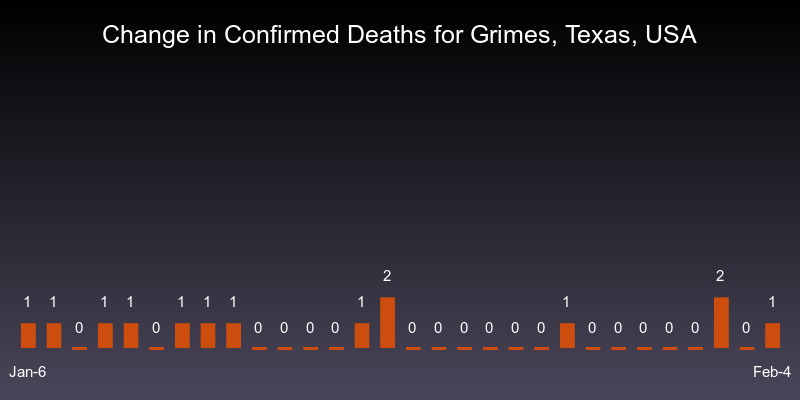 Change in Confirmed Deaths for Grimes, Texas, USA
2 2
1 1 1 1 1 1 1 1 1 1
0 0 0 0 0 0 0 0 0 0 0 0 0 0 0 0 0 0
Jan-6 Feb-4